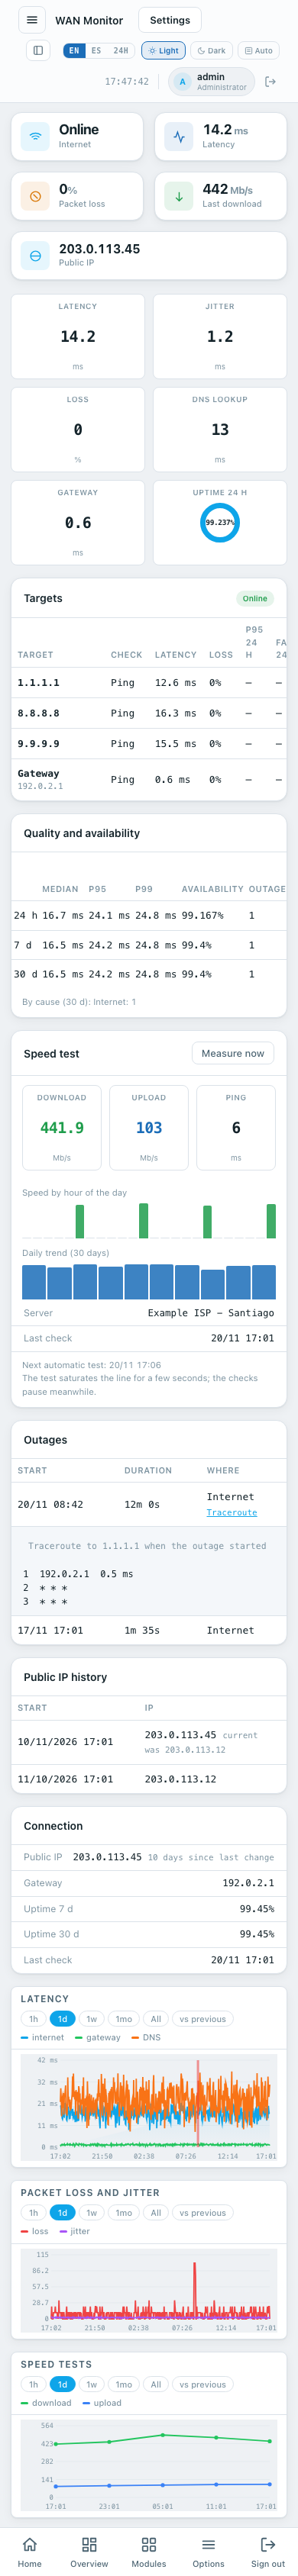 WAN Monitor
Settings
EN ES 24H
Light
Dark
Auto
17:47:42
A
admin
Administrator
Online
Internet
14.2 ms
Latency
0%
Packet loss
442 Mb/s
Last download
203.0.113.45
Public IP
LATENCY
14.2
ms
JITTER
1.2
ms
LOSS
0
%
DNS LOOKUP
13
ms
GATEWAY
0.6
ms
UPTIME 24 H
99.237%
Targets
Online
TARGET CHECK LATENCY LOSS P95 24 H FA 24
1.1.1.1 Ping 12.6 ms 0% — —
8.8.8.8 Ping 16.3 ms 0% — —
9.9.9.9 Ping 15.5 ms 0% — —
Gateway
192.0.2.1
Ping 0.6 ms 0% — —
Quality and availability
MEDIAN P95 P99 AVAILABILITY OUTAGE
24 h 16.7 ms 24.1 ms 24.8 ms 99.167% 1
7 d 16.5 ms 24.2 ms 24.8 ms 99.4% 1
30 d 16.5 ms 24.2 ms 24.8 ms 99.4% 1
By cause (30 d): Internet: 1
Speed test
Measure now
DOWNLOAD
441.9
Mb/s
UPLOAD
103
Mb/s
PING
6
ms
Speed by hour of the day
Daily trend (30 days)
Server Example ISP — Santiago
Last check 20/11 17:01
Next automatic test: 20/11 17:06
The test saturates the line for a few seconds; the checks
pause meanwhile.
Outages
START DURATION WHERE
20/11 08:42 12m 0s Internet
Traceroute
Traceroute to 1.1.1.1 when the outage started
1 192.0.2.1 0.5 ms
2 * * *
3 * * *
17/11 17:01 1m 35s Internet
Public IP history
START IP
10/11/2026 17:01 203.0.113.45 current
was 203.0.113.12
11/10/2026 17:01 203.0.113.12
Connection
Public IP 203.0.113.45 10 days since last change
Gateway 192.0.2.1
Uptime 7 d 99.45%
Uptime 30 d 99.45%
Last check 20/11 17:01
LATENCY
1h 1d 1w 1mo All vs previous
internet gateway DNS
42 ms
32 ms
21 ms
11 ms
0 ms
17:02 21:50 02:38 07:26 12:14 17:01
PACKET LOSS AND JITTER
1h 1d 1w 1mo All vs previous
loss jitter
115
86.2
57.5
28.7
0
17:02 21:50 02:38 07:26 12:14 17:01
SPEED TESTS
1h 1d 1w 1mo All vs previous
download upload
564
423
282
141
0
17:01 23:01 05:01 11:01 17:01
Home Overview Modules Options Sign out